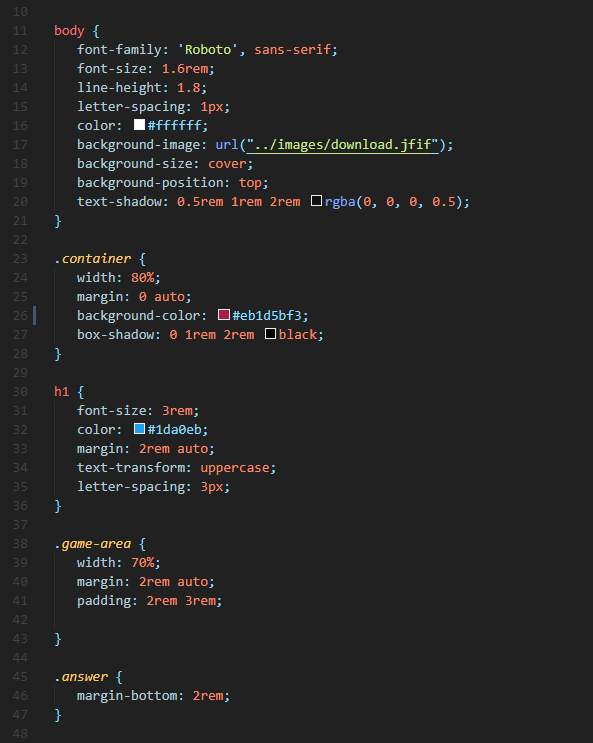 10
11 body {
12 font-family: 'Roboto', sans-serif;
13 font-size: 1.6rem;
14 line-height: 1.8;
15 letter-spacing: 1px;
16 color: #ffffff;
17 background-image: url("../images/download.jfif");
18 background-size: cover;
19 background-position: top;
20 text-shadow: 0.5rem 1rem 2rem rgba(0, 0, 0, 0.5);
21 }
22
23 .container {
24 width: 80%;
25 margin: 0 auto;
26 background-color: #eb1d5bf3;
27 box-shadow: 0 1rem 2rem black;
28 }
29
30 h1 {
31 font-size: 3rem;
32 color: #1da0eb;
33 margin: 2rem auto;
34 text-transform: uppercase;
35 letter-spacing: 3px;
36 }
37
38 .game-area {
39 width: 70%;
40 margin: 2rem auto;
41 padding: 2rem 3rem;
42
43 }
44
45 .answer {
46 margin-bottom: 2rem;
47 }
48